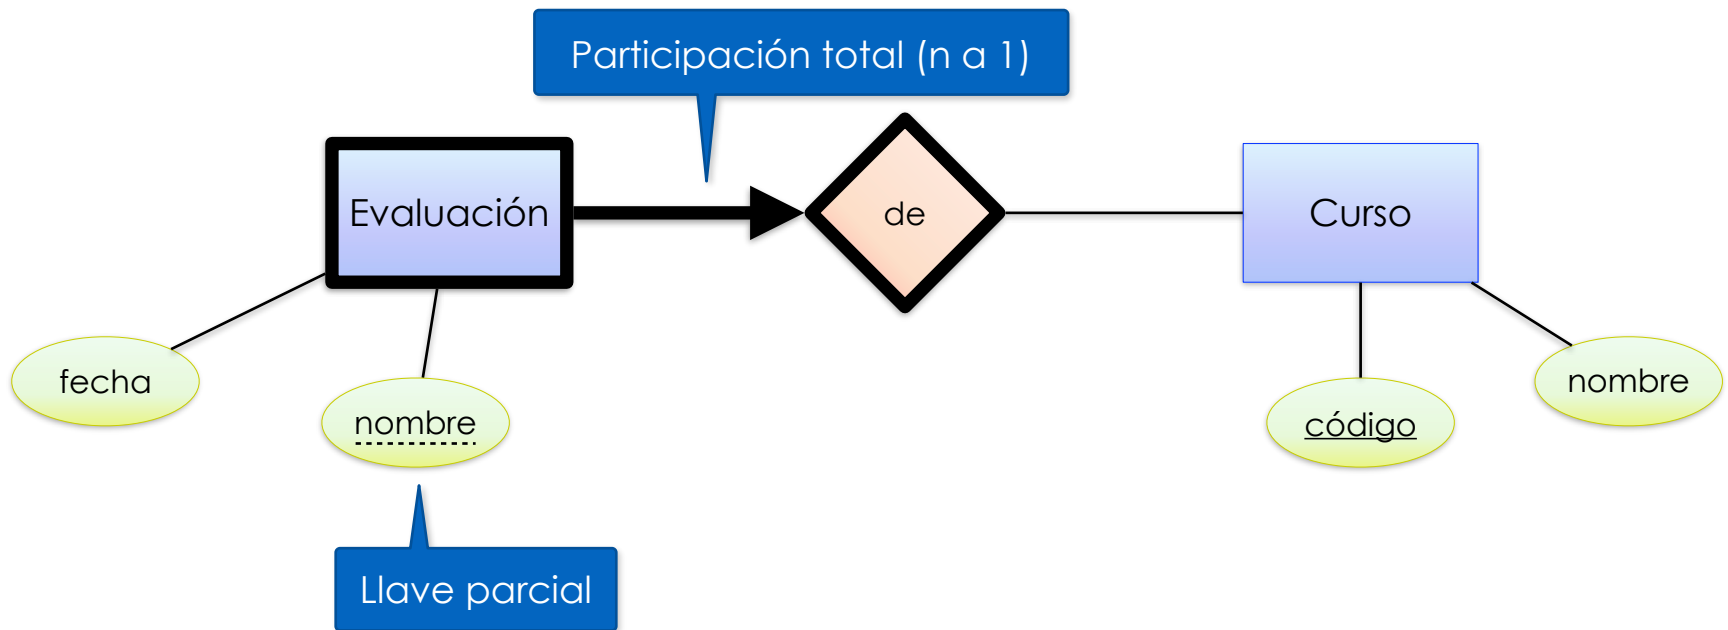 Participación total (n a 1)
Evaluación
de
Curso
fecha
nombre
código
nombre
Llave parcial